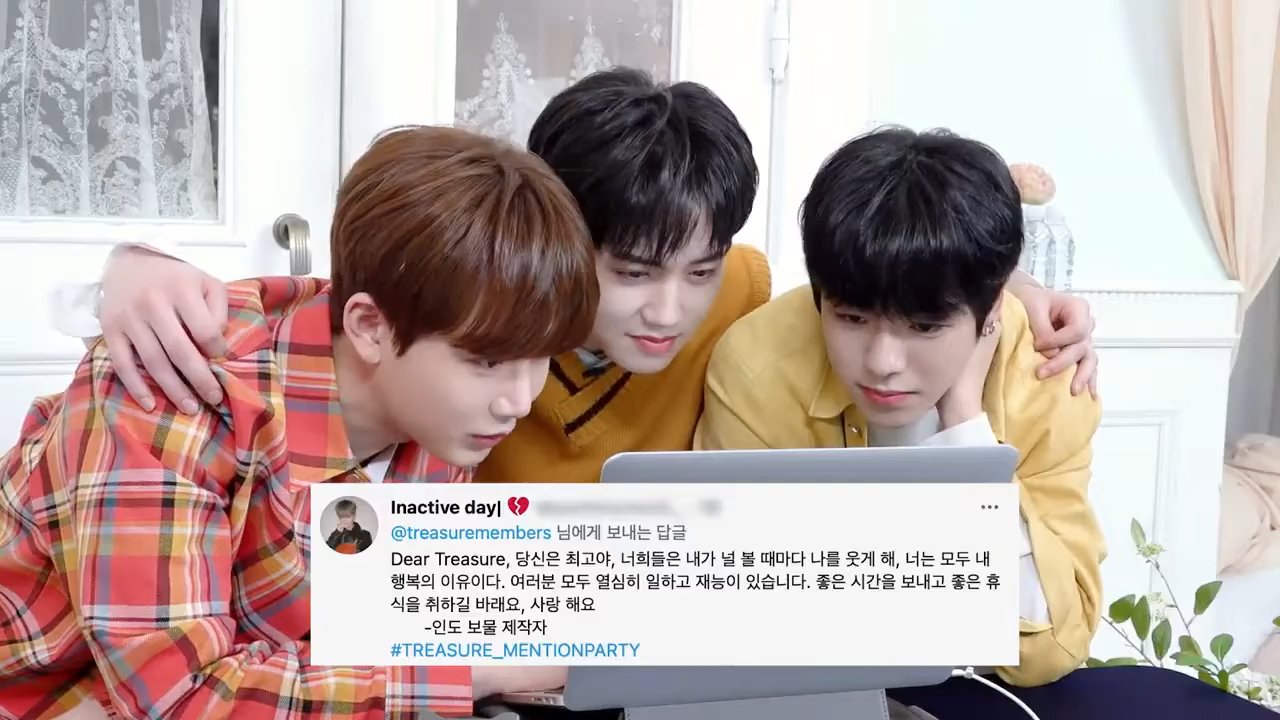 Inactive day|
@treasuremembers 님에게 보내는 답글
Dear Treasure, 당신은 최고야, 너희들은 내가 널 볼 때마다 나를 웃게 해, 너는 모두 내
행복의 이유이다. 여러분 모두 열심히 일하고 재능이 있습니다. 좋은 시간을 보내고 좋은 휴
식을 취하길 바래요, 사랑 해요
-인도 보물 제작자
#TREASURE_MENTIONPARTY